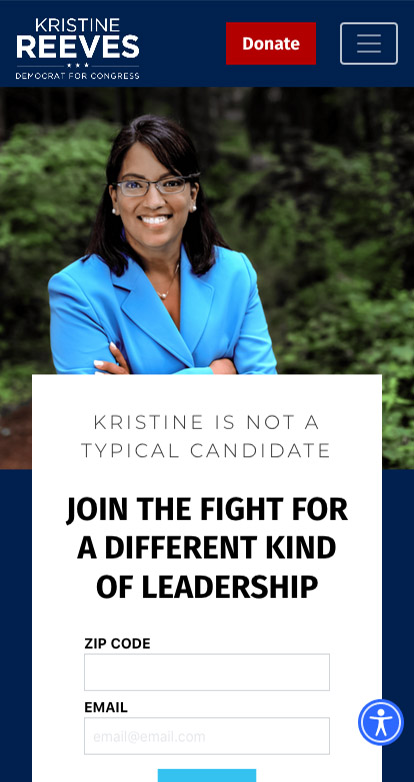 KRISTINE
REEVES
DEMOCRAT FOR CONGRESS
Donate
KRISTINE IS NOT A
TYPICAL CANDIDATE
JOIN THE FIGHT FOR
A DIFFERENT KIND
OF LEADERSHIP
ZIP CODE
EMAIL
email@email.com